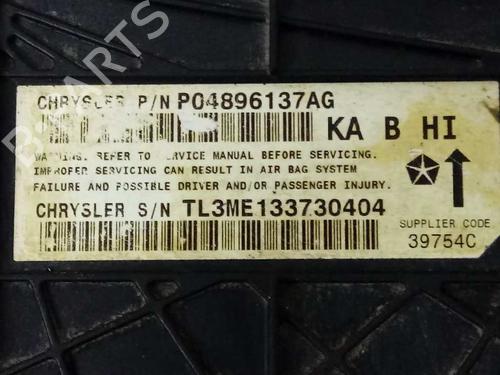 CHRYSLER P/N P04896137AG
KA B HI
WARNING. REFER TO SERVICE MANUAL BEFORE SERVICING.
IMPROPER SERVICING CAN RESULT IN AIR BAG SYSTEM
FAILURE AND POSSIBLE DRIVER AND/OR PASSENGER INJURY.
CHRYSLER S/N TL3ME133730404
SUPPLIER CODE
39754C
B-PARTS